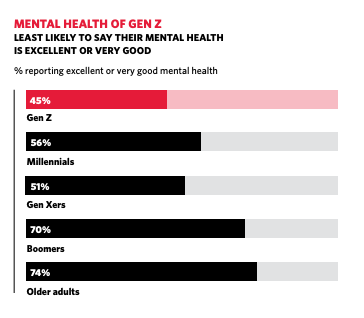 MENTAL HEALTH OF GEN Z
LEAST LIKELY TO SAY THEIR MENTAL HEALTH
IS EXCELLENT OR VERY GOOD
% reporting excellent or very good mental health
45%
Gen Z
56%
Millennials
51%
Gen Xers
70%
Boomers
74%
Older adults